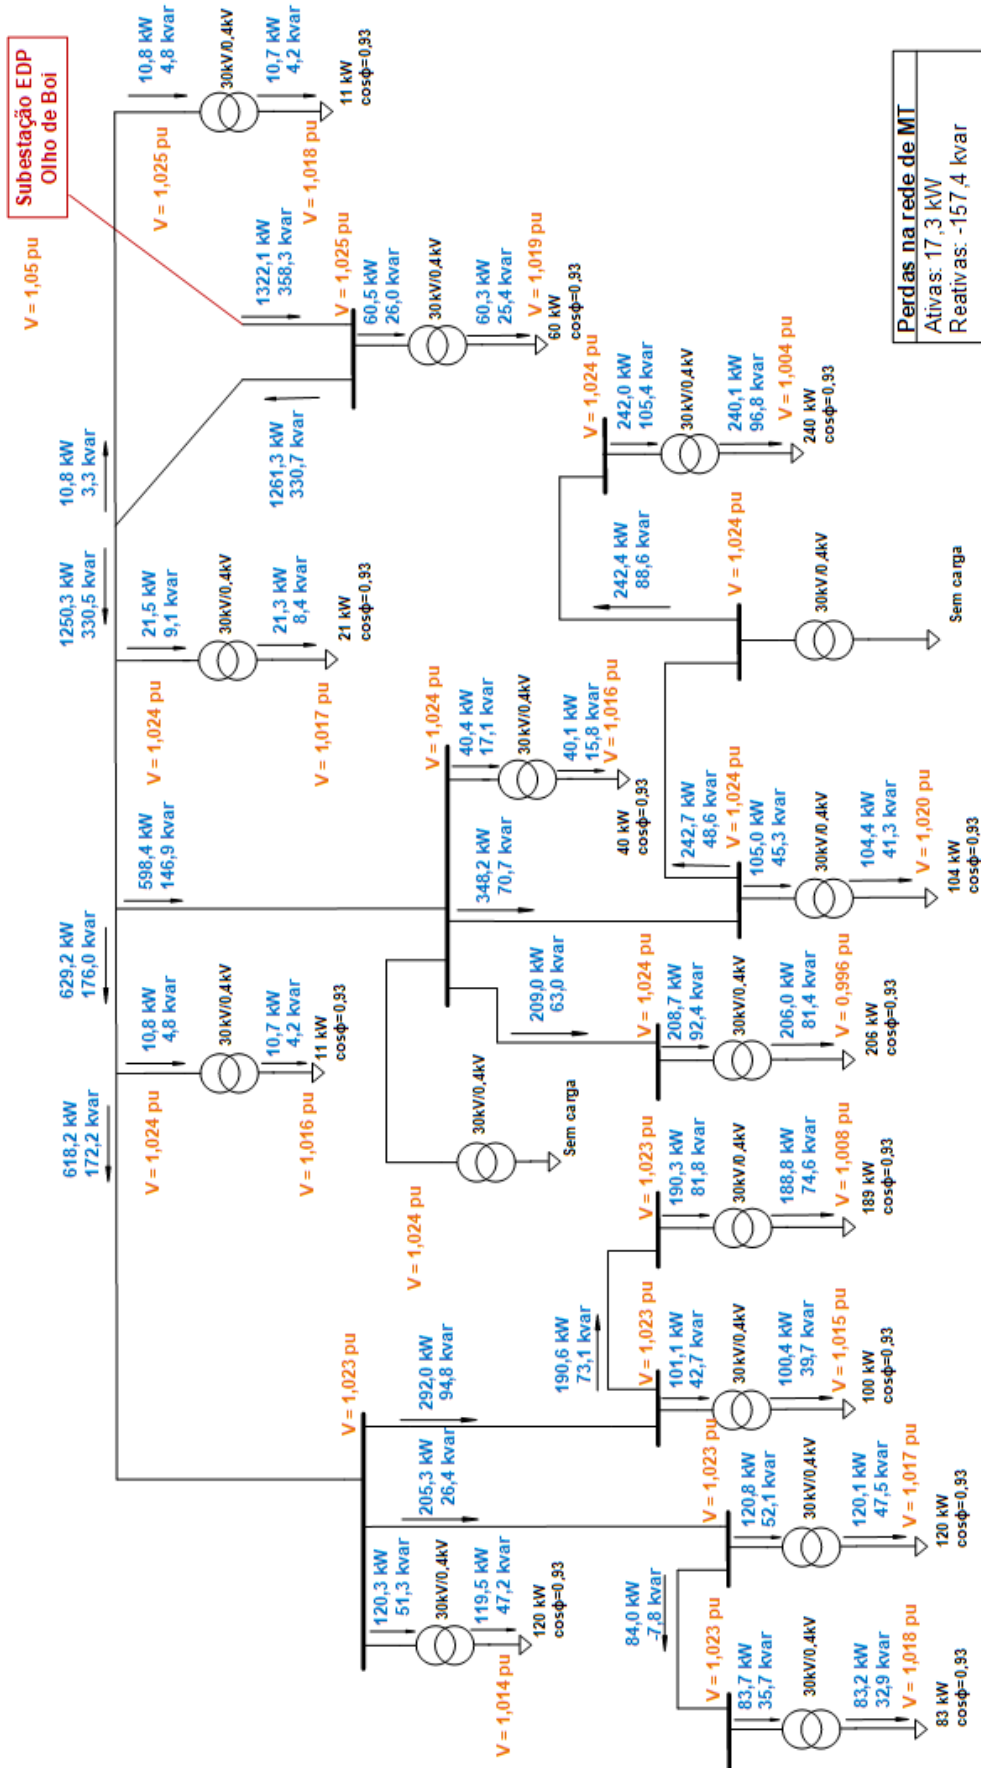 Subestação EDP
Olho de Boi
V = 1,05 pu
10,8 kW
4,8 kvar
30kV/0,4kV
10,7 kW
4,2 kvar
11 kW
cosϕ=0,93
V = 1,025 pu
V = 1,018 pu
1322,1 kW
358,3 kvar
V = 1,025 pu
60,5 kW
26,0 kvar
30kV/0,4kV
60,3 kW
25,4 kvar
V = 1,019 pu
60 kW
cosϕ=0,93
10,8 kW
3,3 kvar
1261,3 kW
330,7 kvar
1250,3 kW
330,5 kvar
21,5 kW
9,1 kvar
30kV/0,4kV
21,3 kW
8,4 kvar
21 kW
cosϕ=0,93
V = 1,024 pu
V = 1,017 pu
V = 1,024 pu
242,0 kW
105,4 kvar
30kV/0,4kV
240,1 kW
96,8 kvar
V = 1,004 pu
240 kW
cosϕ=0,93
242,4 kW
88,6 kvar
V = 1,024 pu
30kV/0,4kV
Sem carga
598,4 kW
146,9 kvar
V = 1,024 pu
40,4 kW
17,1 kvar
30kV/0,4kV
40,1 kW
15,8 kvar
V = 1,016 pu
40 kW
cosϕ=0,93
348,2 kW
70,7 kvar
242,7 kW
48,6 kvar
V = 1,024 pu
105,0 kW
45,3 kvar
30kV/0,4kV
104,4 kW
41,3 kvar
V = 1,020 pu
104 kW
cosϕ=0,93
629,2 kW
176,0 kvar
10,8 kW
4,8 kvar
30kV/0,4kV
10,7 kW
4,2 kvar
11 kW
cosϕ=0,93
V = 1,024 pu
V = 1,016 pu
209,0 kW
63,0 kvar
V = 1,024 pu
208,7 kW
92,4 kvar
30kV/0,4kV
206,0 kW
81,4 kvar
V = 0,996 pu
206 kW
cosϕ=0,93
30kV/0,4kV
Sem carga
V = 1,024 pu
618,2 kW
172,2 kvar
V = 1,023 pu
190,3 kW
81,8 kvar
30kV/0,4kV
188,8 kW
74,6 kvar
V = 1,008 pu
189 kW
cosϕ=0,93
190,6 kW
73,1 kvar
V = 1,023 pu
101,1 kW
42,7 kvar
30kV/0,4kV
100,4 kW
39,7 kvar
V = 1,015 pu
100 kW
cosϕ=0,93
V = 1,023 pu
292,0 kW
94,8 kvar
205,3 kW
26,4 kvar
V = 1,023 pu
120,8 kW
52,1 kvar
30kV/0,4kV
120,1 kW
47,5 kvar
V = 1,017 pu
120 kW
cosϕ=0,93
120,3 kW
51,3 kvar
30kV/0,4kV
119,5 kW
47,2 kvar
120 kW
cosϕ=0,93
V = 1,014 pu
84,0 kW
-7,8 kvar
V = 1,023 pu
83,7 kW
35,7 kvar
30kV/0,4kV
83,2 kW
32,9 kvar
V = 1,018 pu
83 kW
cosϕ=0,93
Perdas na rede de MT
Ativas: 17,3 kW
Reativas: -157,4 kvar